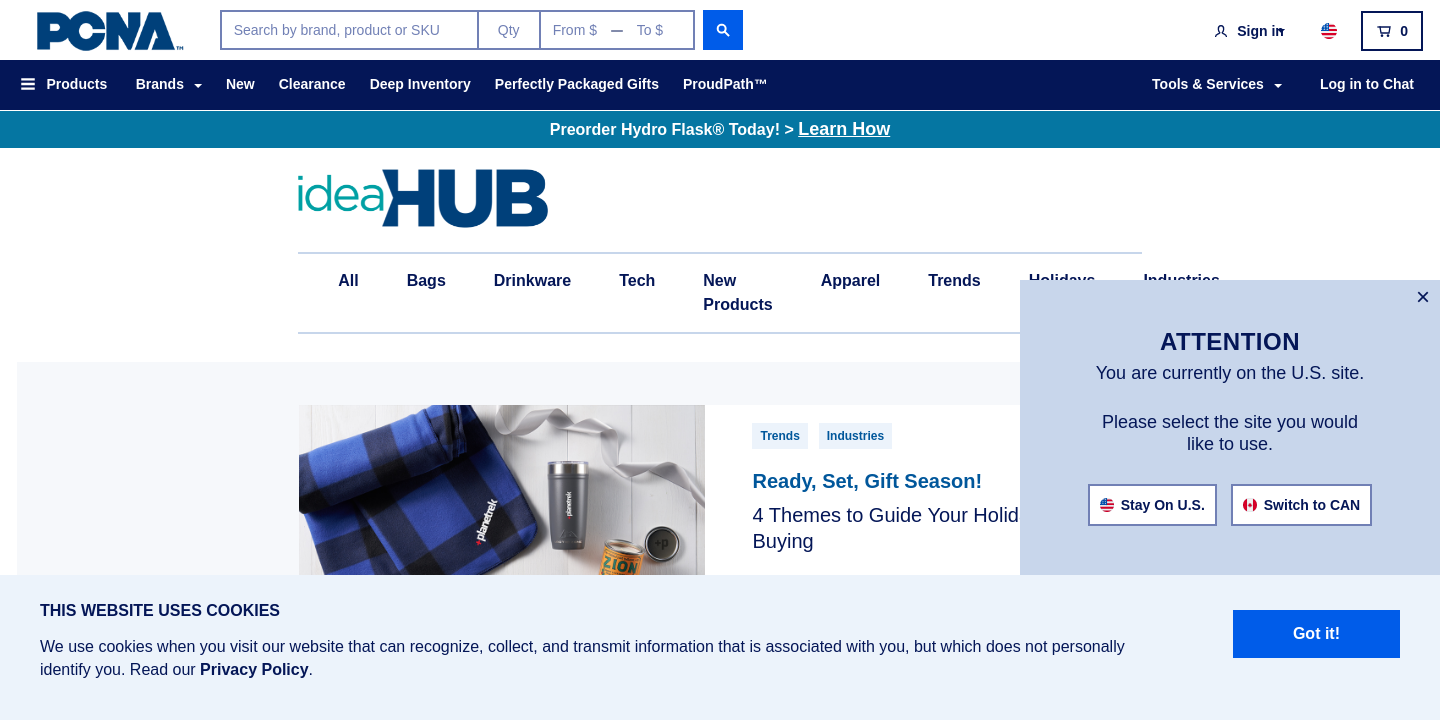 PCNA™
Search by brand, product or SKU
Qty
From $ — To $
Sign in
0
Products
Brands
New
Clearance
Deep Inventory
Perfectly Packaged Gifts
ProudPath™
Tools & Services
Log in to Chat
Preorder Hydro Flask® Today! > Learn How
ideaHUB
All
Bags
Drinkware
Tech
New
Products
Apparel
Trends
Holidays
Industries
×
ATTENTION
You are currently on the U.S. site.
Please select the site you would
like to use.
Stay On U.S.
Switch to CAN
planetrek
planetrek
+p
ZION
Trends
Industries
Ready, Set, Gift Season!
4 Themes to Guide Your Holid
Buying
THIS WEBSITE USES COOKIES
We use cookies when you visit our website that can recognize, collect, and transmit information that is associated with you, but which does not personally
identify you. Read our Privacy Policy.
Got it!